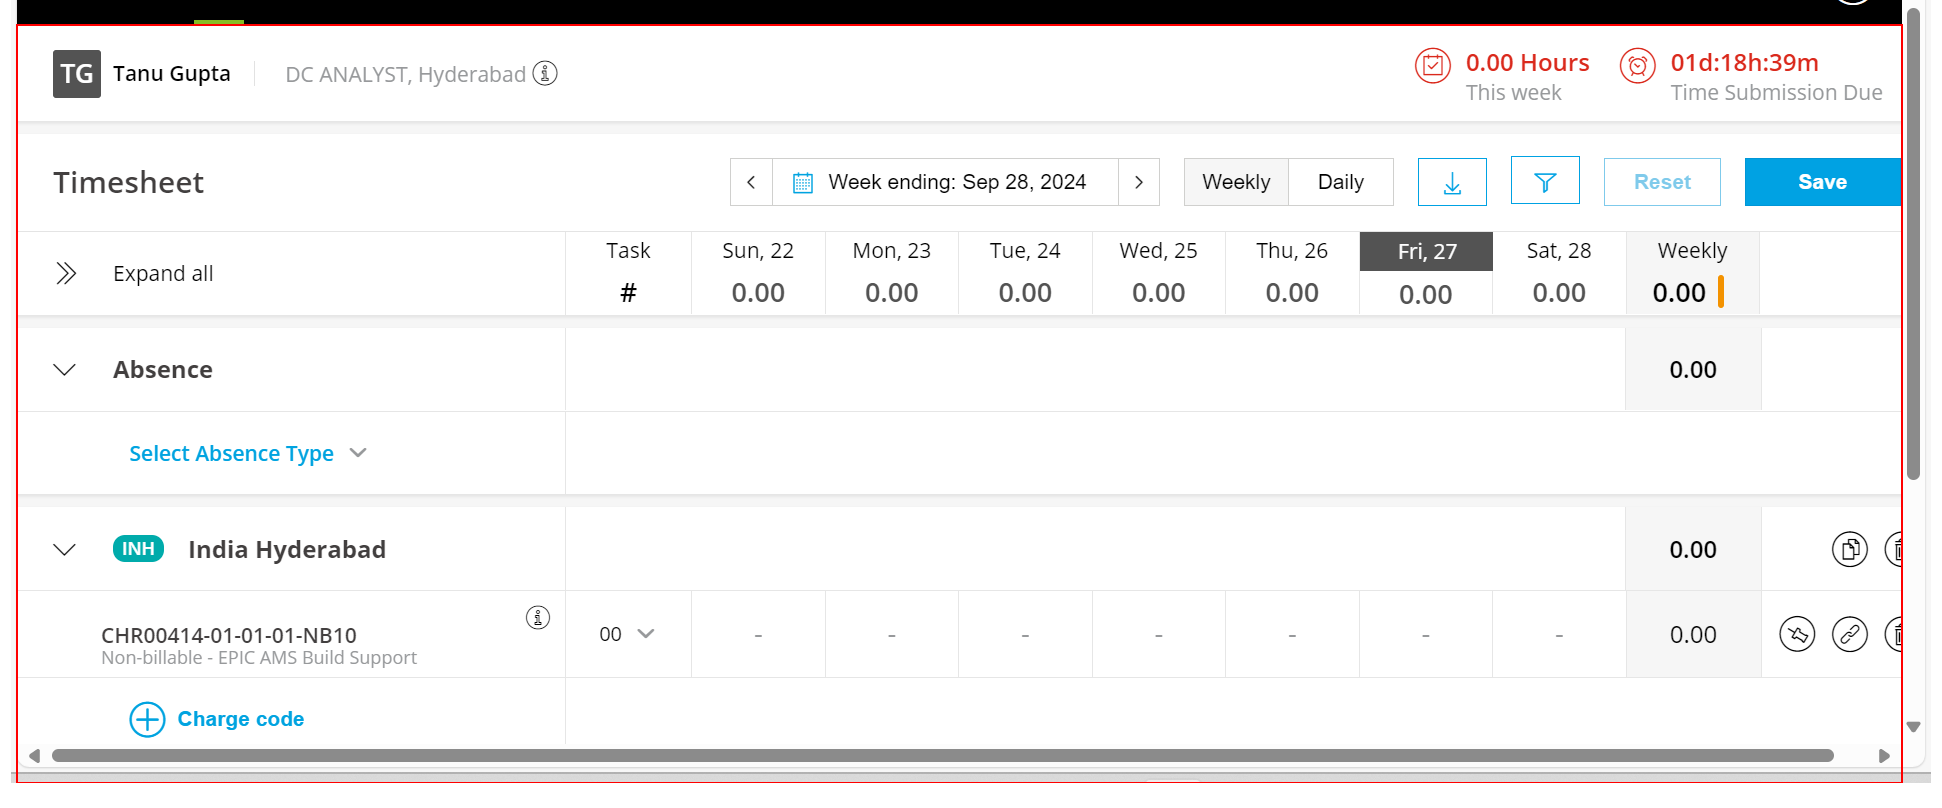 TG Tanu Gupta DC ANALYST, Hyderabad
0.00 Hours
This week
01d:18h:39m
Time Submission Due
Timesheet
Week ending: Sep 28, 2024
Weekly Daily
Reset
Save
Expand all
Task Sun, 22 Mon, 23 Tue, 24 Wed, 25 Thu, 26 Fri, 27 Sat, 28 Weekly
# 0.00 0.00 0.00 0.00 0.00 0.00 0.00 0.00
Absence 0.00
Select Absence Type
INH India Hyderabad 0.00
CHR00414-01-01-01-NB10 00 - - - - - - - 0.00
Non-billable - EPIC AMS Build Support
Charge code